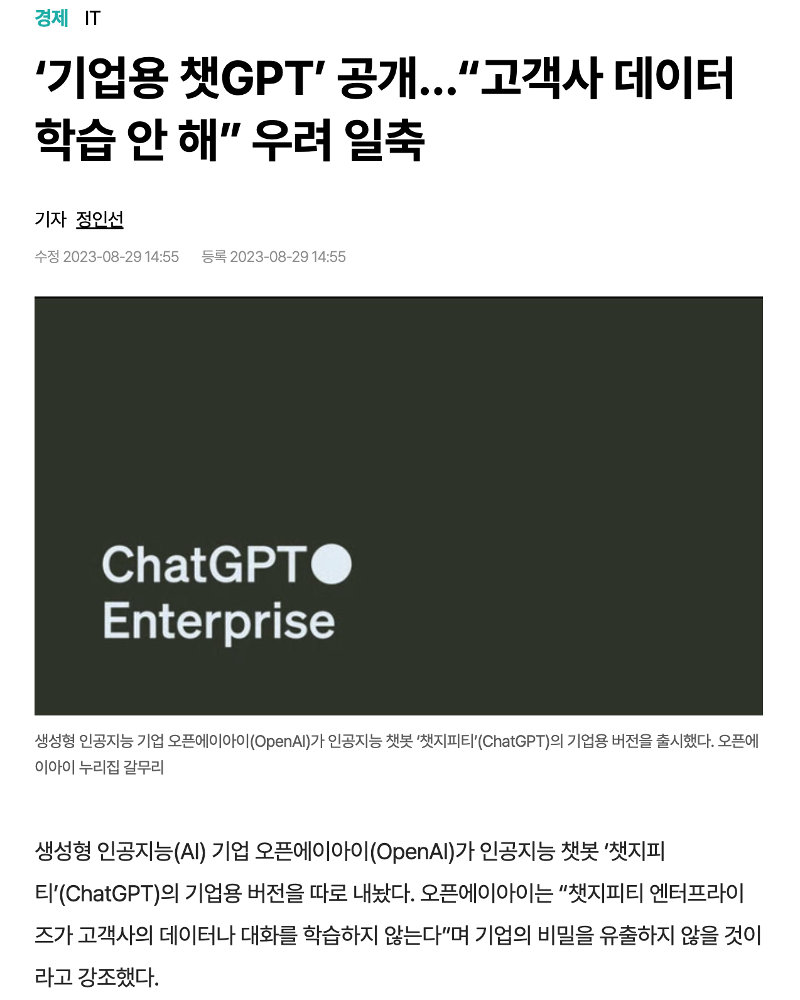 경제 IT
‘기업용 챗GPT’ 공개…“고객사 데이터
학습 안 해” 우려 일축
기자 정인선
수정 2023-08-29 14:55 등록 2023-08-29 14:55
ChatGPT
Enterprise
생성형 인공지능 기업 오픈에이아이(OpenAI)가 인공지능 챗봇 ‘챗지피티’(ChatGPT)의 기업용 버전을 출시했다. 오픈에
이아이 누리집 갈무리
생성형 인공지능(AI) 기업 오픈에이아이(OpenAI)가 인공지능 챗봇 ‘챗지피
티’(ChatGPT)의 기업용 버전을 따로 내놨다. 오픈에이아이는 “챗지피티 엔터프라이
즈가 고객사의 데이터나 대화를 학습하지 않는다”며 기업의 비밀을 유출하지 않을 것이
라고 강조했다.